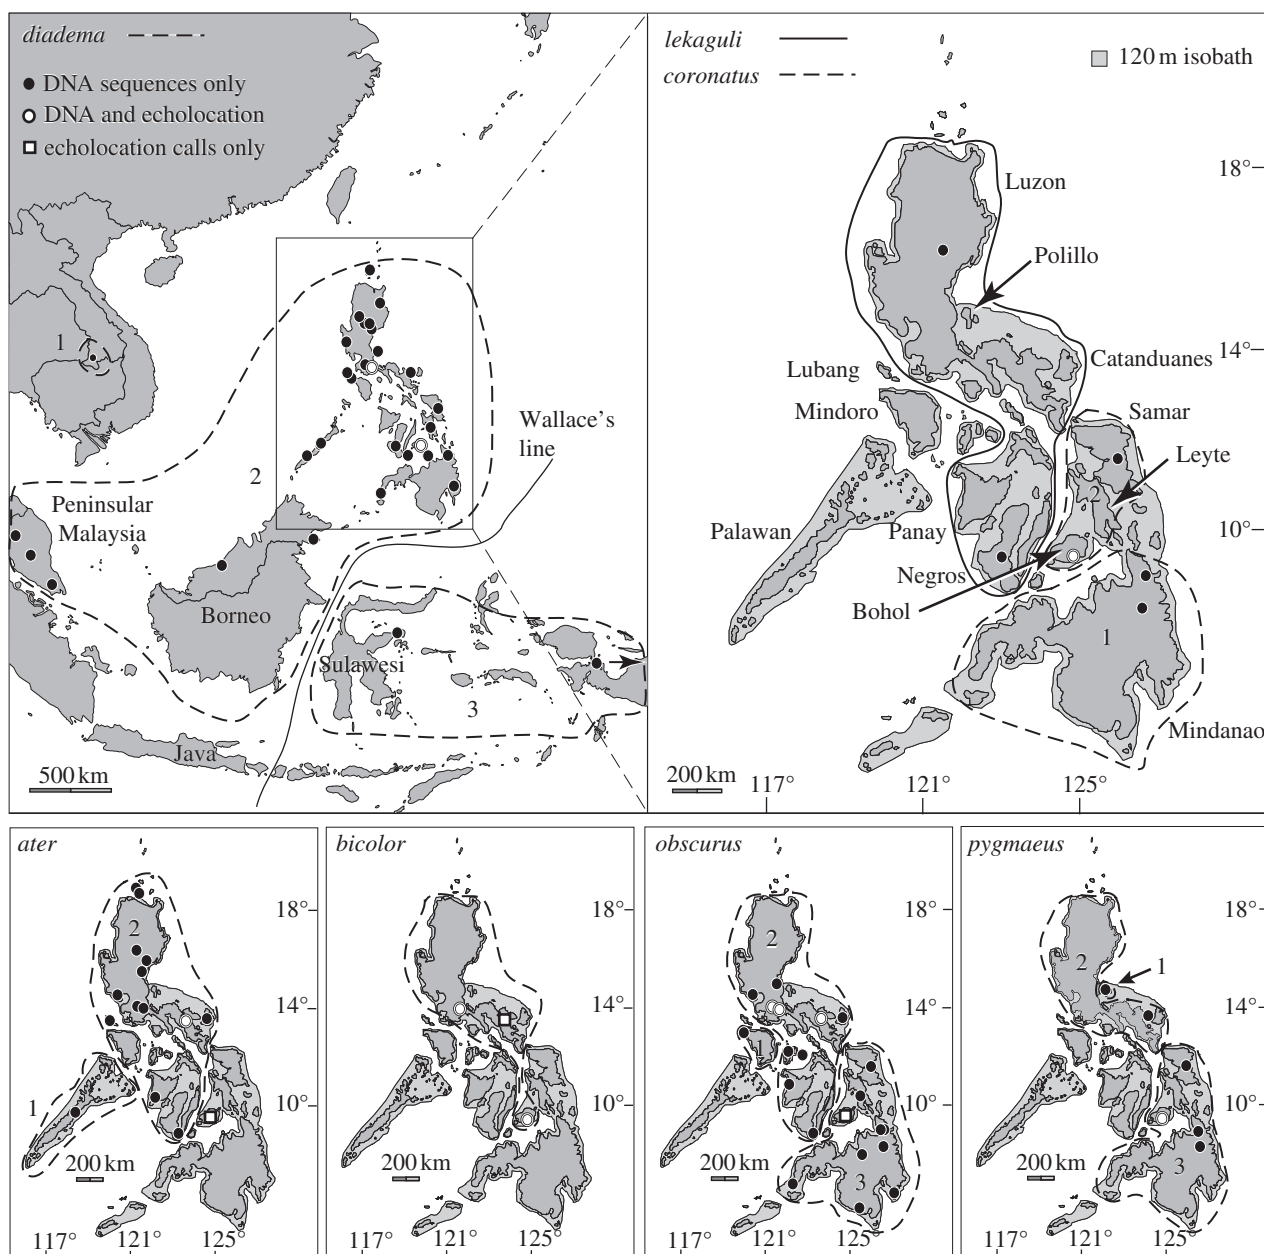 diadema
DNA sequences only
DNA and echolocation
echolocation calls only
1
2
Wallace's
line
Peninsular
Malaysia
Borneo
Sulawesi
3
Java
500 km
lekaguli
coronatus
120 m isobath
18°
Luzon
Polillo
14°
Catanduanes
Lubang
Mindoro
Samar
Leyte
2
Palawan
Panay
10°
Negros
Bohol
1
Mindanao
200 km
117°
121°
125°
ater
18°
2
14°
1
10°
200 km
117°
121°
125°
bicolor
18°
14°
10°
200 km
117°
121°
125°
obscurus
18°
2
14°
1
10°
3
200 km
117°
121°
125°
pygmaeus
18°
2
1
14°
10°
3
200 km
117°
121°
125°